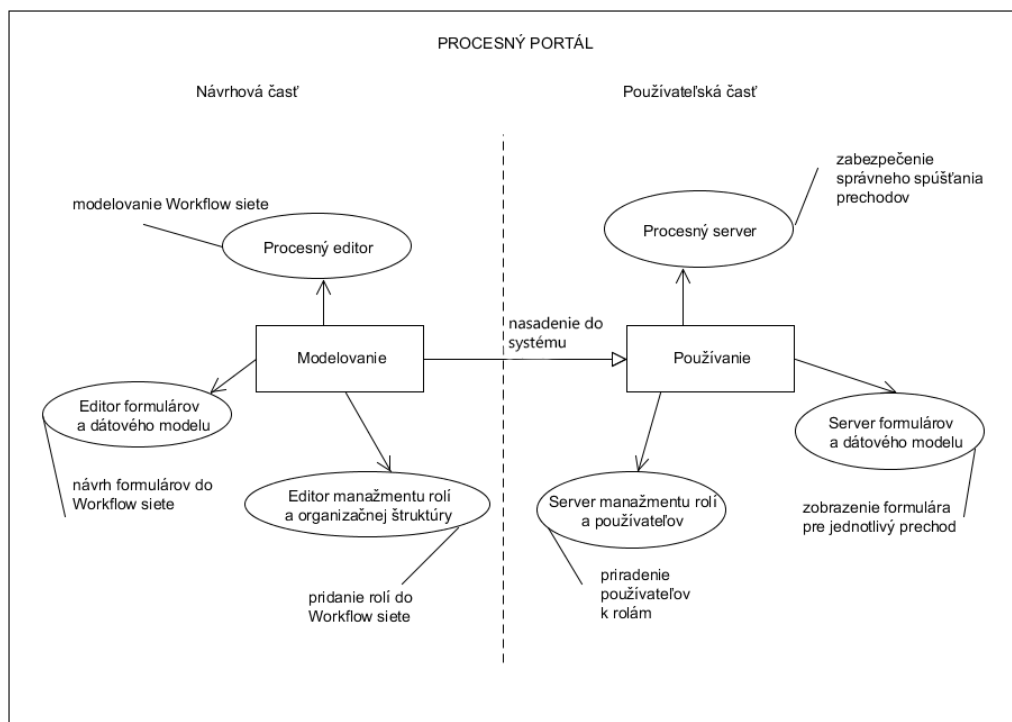 PROCESNÝ PORTÁL
Návrhová časť
Používateľská časť
modelovanie Workflow siete
Procesný editor
zabezpečenie
správneho spúšťania
prechodov
Procesný server
Modelovanie
nasadenie do
systému
Používanie
Editor formulárov
a dátového modelu
Server formulárov
a dátového modelu
návrh formulárov do
Workflow siete
Editor manažmentu rolí
a organizačnej štruktúry
Server manažmentu rolí
a používateľov
zobrazenie formulára
pre jednotlivý prechod
pridanie rolí do
Workflow siete
priradenie
používateľov
k rolám